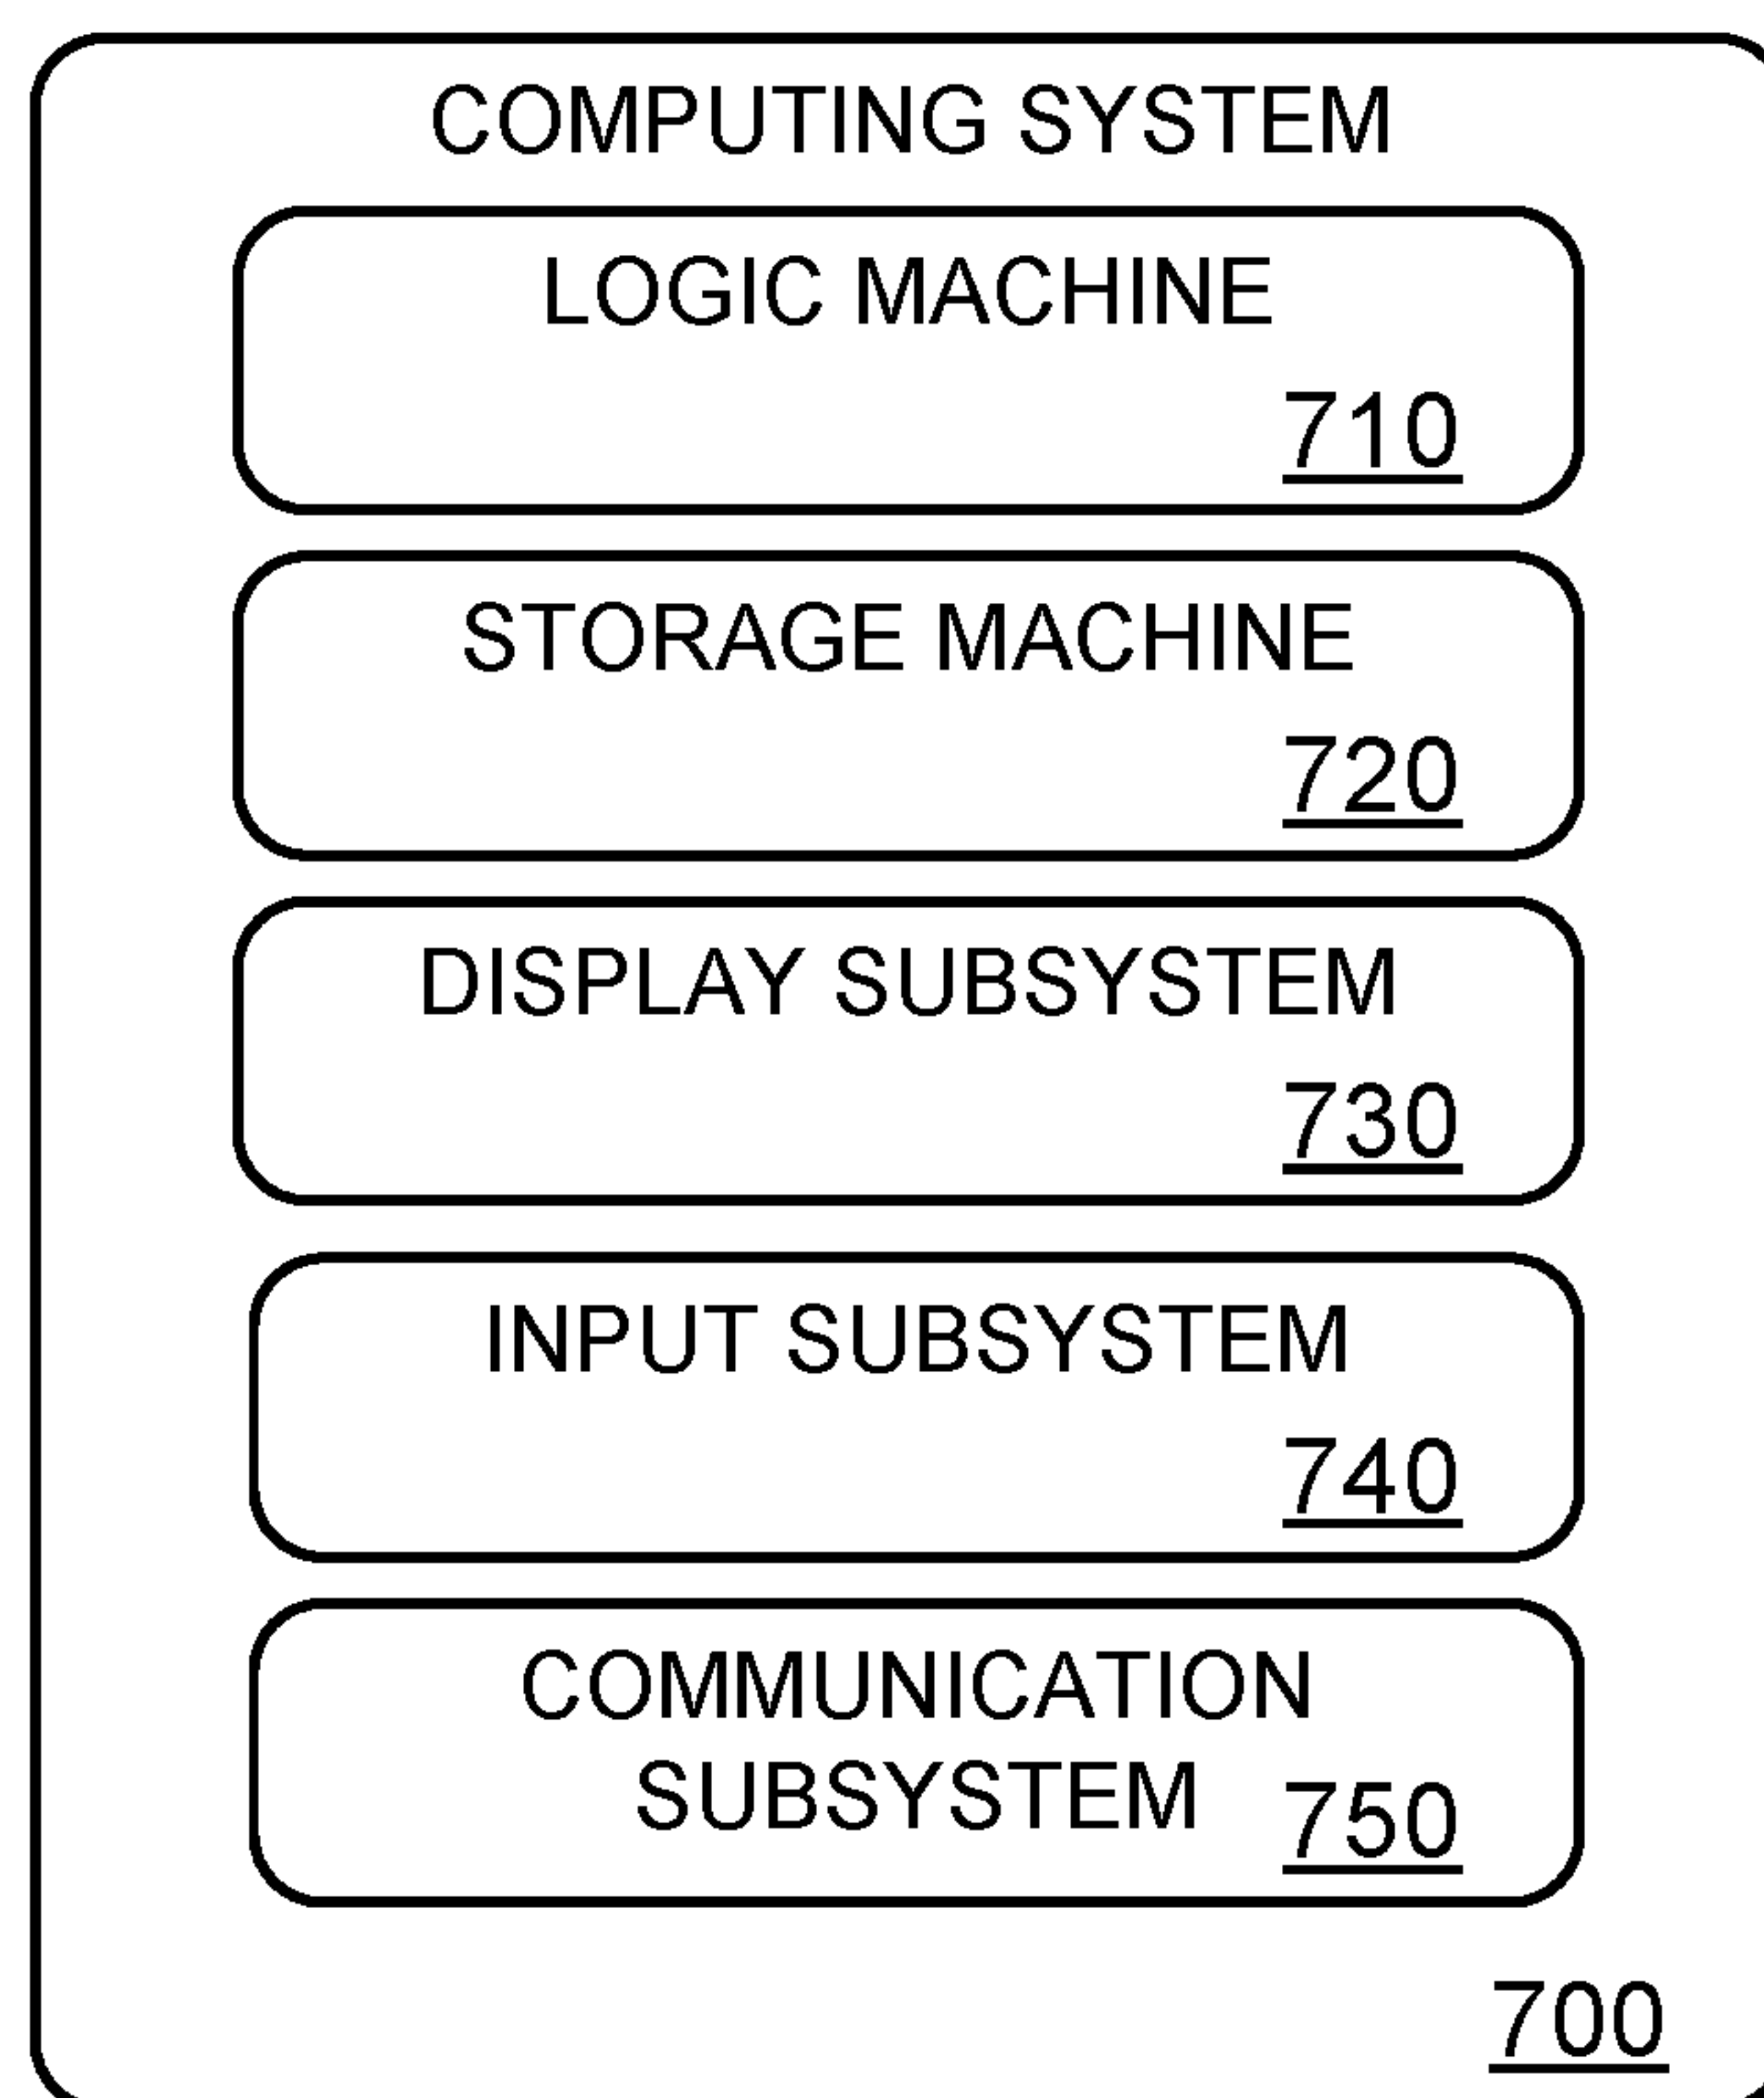 COMPUTING SYSTEM
LOGIC MACHINE
710
STORAGE MACHINE
720
DISPLAY SUBSYSTEM
730
INPUT SUBSYSTEM
740
COMMUNICATION
SUBSYSTEM 750
700